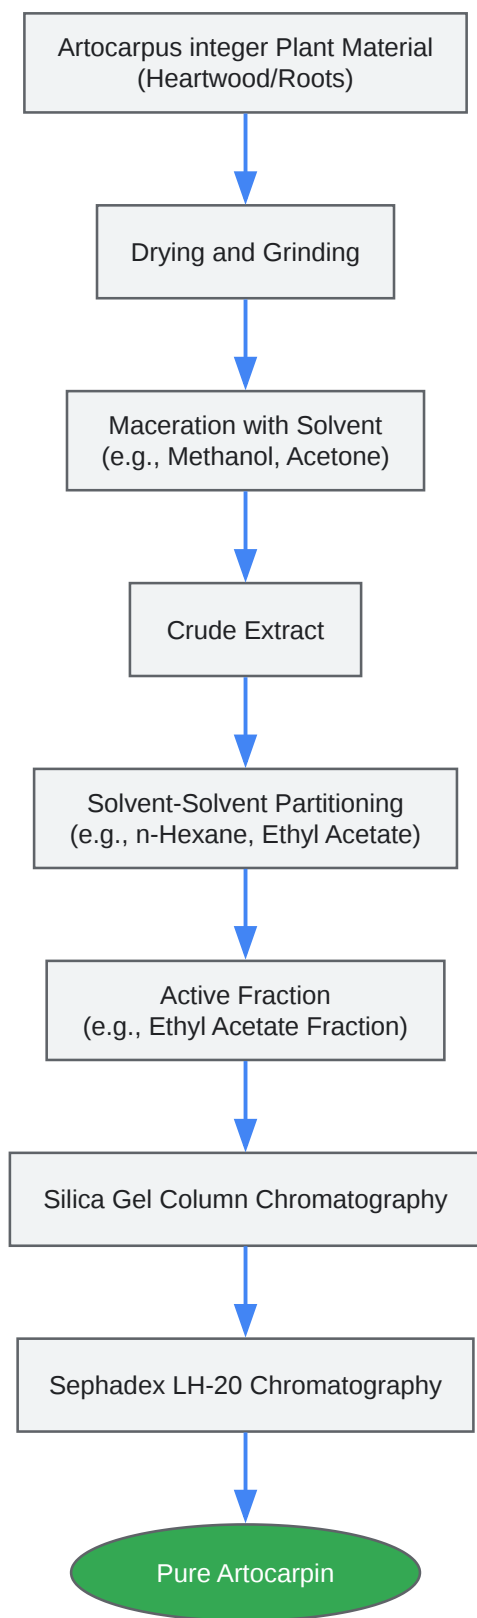 Artocarpus integer Plant Material
(Heartwood/Roots)
Drying and Grinding
Maceration with Solvent
(e.g., Methanol, Acetone)
Crude Extract
Solvent-Solvent Partitioning
(e.g., n-Hexane, Ethyl Acetate)
Active Fraction
(e.g., Ethyl Acetate Fraction)
Silica Gel Column Chromatography
Sephadex LH-20 Chromatography
Pure Artocarpin